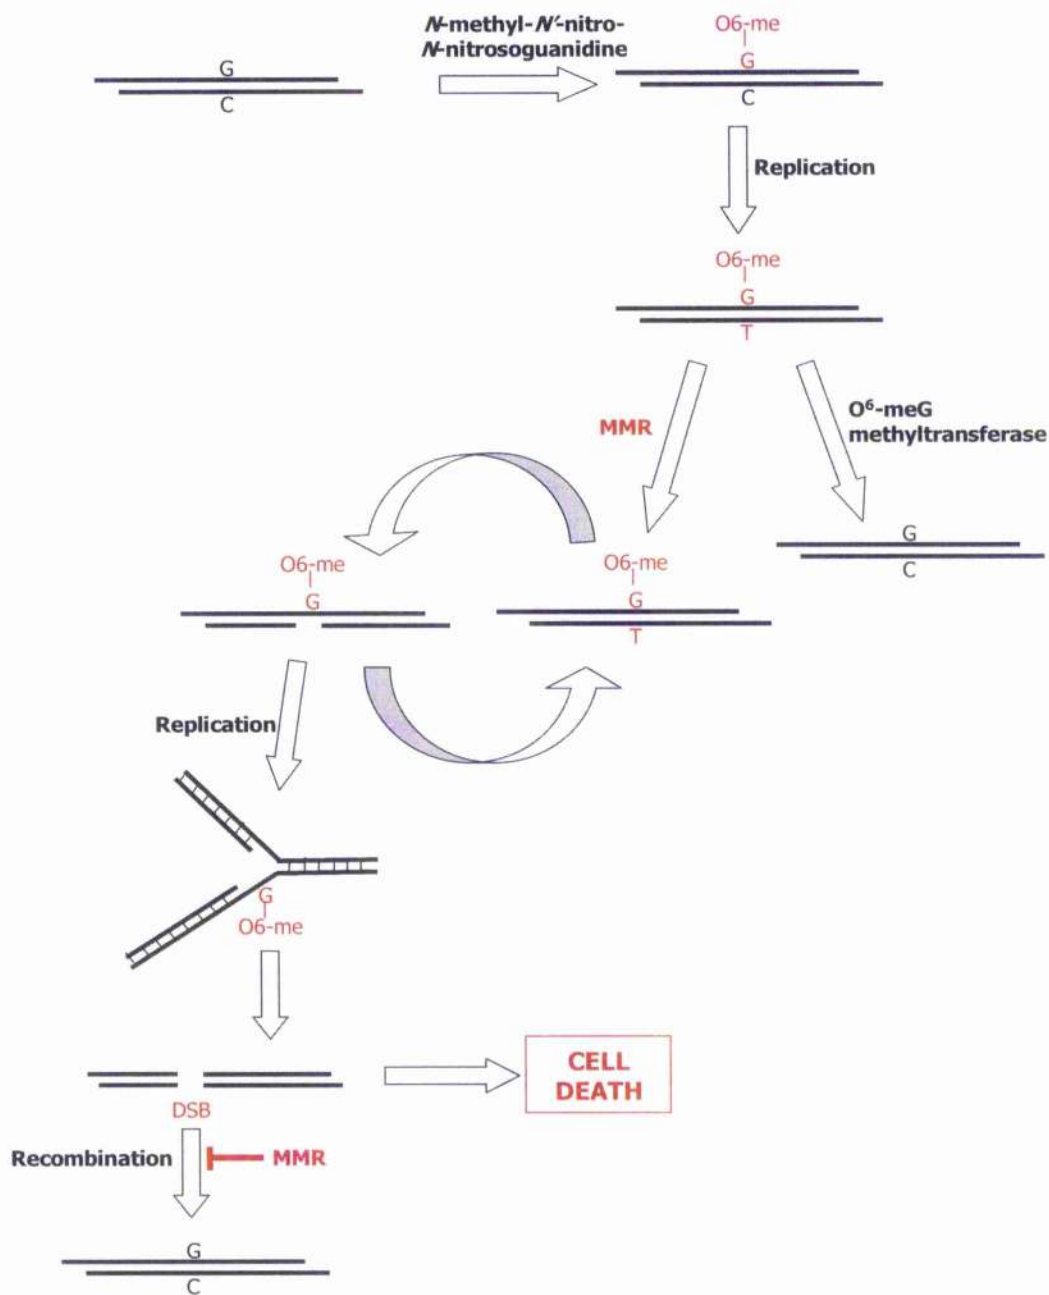 N-methyl-N'-nitro-
N-nitrosoguanidine
G
C
O6-me
G
C
Replication
O6-me
G
T
MMR
O⁶-meG
methyltransferase
G
C
O6-me
G
O6-me
G
T
Replication
G
O6-me
CELL
DEATH
DSB
Recombination
MMR
G
C